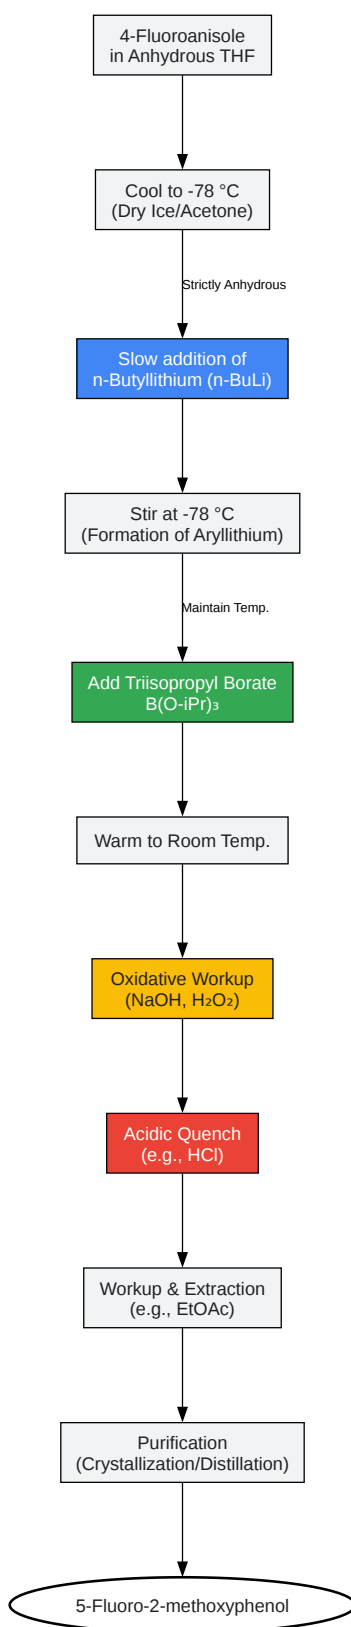 4-Fluoroanisole
in Anhydrous THF
Cool to -78 °C
(Dry Ice/Acetone)
Strictly Anhydrous
Slow addition of
n-Butyllithium (n-BuLi)
Stir at -78 °C
(Formation of Aryllithium)
Maintain Temp.
Add Triisopropyl Borate
B(O-iPr)₃
Warm to Room Temp.
Oxidative Workup
(NaOH, H₂O₂)
Acidic Quench
(e.g., HCl)
Workup & Extraction
(e.g., EtOAc)
Purification
(Crystallization/Distillation)
5-Fluoro-2-methoxyphenol